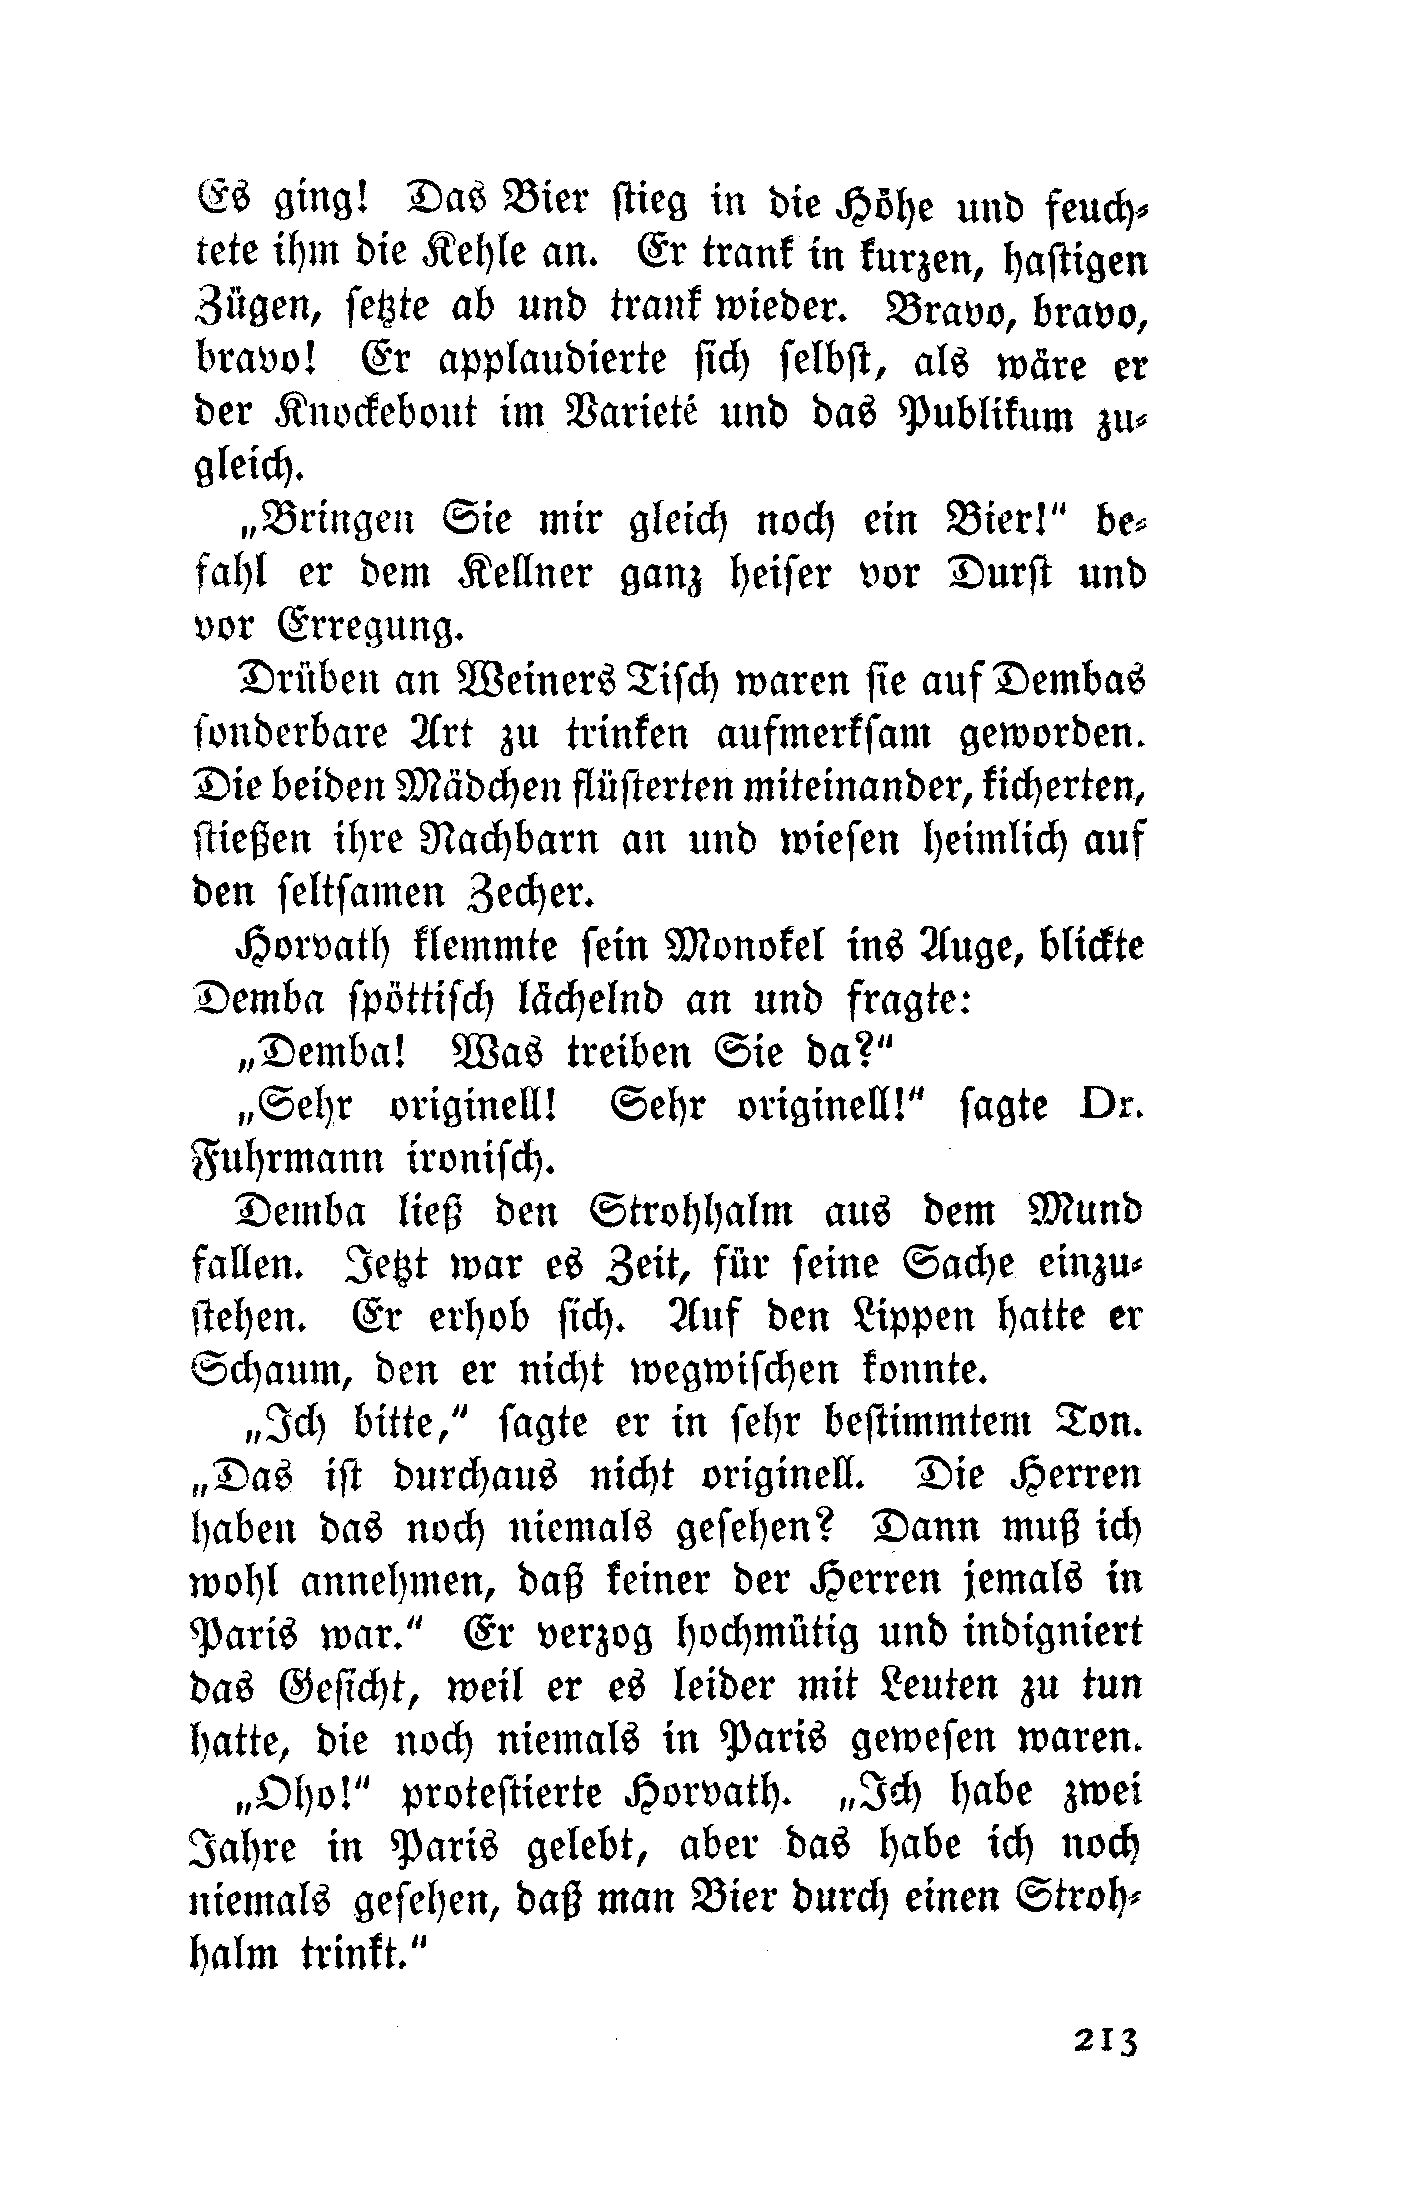 Es ging! Das Bier stieg in die Höhe und feuch-
tete ihm die Kehle an. Er trank in kurzen, hastigen
Zügen, setzte ab und trank wieder. Bravo, bravo,
bravo! Er applaudierte sich selbst, als wäre er
der Knockebout im Varieté und das Publikum zu-
gleich.
„Bringen Sie mir gleich noch ein Bier!“ be-
fahl er dem Kellner ganz heiser vor Durst und
vor Erregung.
Drüben an Weiners Tisch waren sie auf Dembas
sonderbare Art zu trinken aufmerksam geworden.
Die beiden Mädchen flüsterten miteinander, kicherten,
stießen ihre Nachbarn an und wiesen heimlich auf
den seltsamen Zecher.
Horvath klemmte sein Monokel ins Auge, blickte
Demba spöttisch lächelnd an und fragte:
„Demba! Was treiben Sie da?“
„Sehr originell! Sehr originell!“ sagte Dr.
Fuhrmann ironisch.
Demba ließ den Strohhalm aus dem Mund
fallen. Jetzt war es Zeit, für seine Sache einzu-
stehen. Er erhob sich. Auf den Lippen hatte er
Schaum, den er nicht wegwischen konnte.
„Ich bitte,“ sagte er in sehr bestimmtem Ton.
„Das ist durchaus nicht originell. Die Herren
haben das noch niemals gesehen? Dann muß ich
wohl annehmen, daß keiner der Herren jemals in
Paris war.“ Er verzog hochmütig und indigniert
das Gesicht, weil er es leider mit Leuten zu tun
hatte, die noch niemals in Paris gewesen waren.
„Oho!“ protestierte Horvath. „Ich habe zwei
Jahre in Paris gelebt, aber das habe ich noch
niemals gesehen, daß man Bier durch einen Stroh-
halm trinkt.“
213